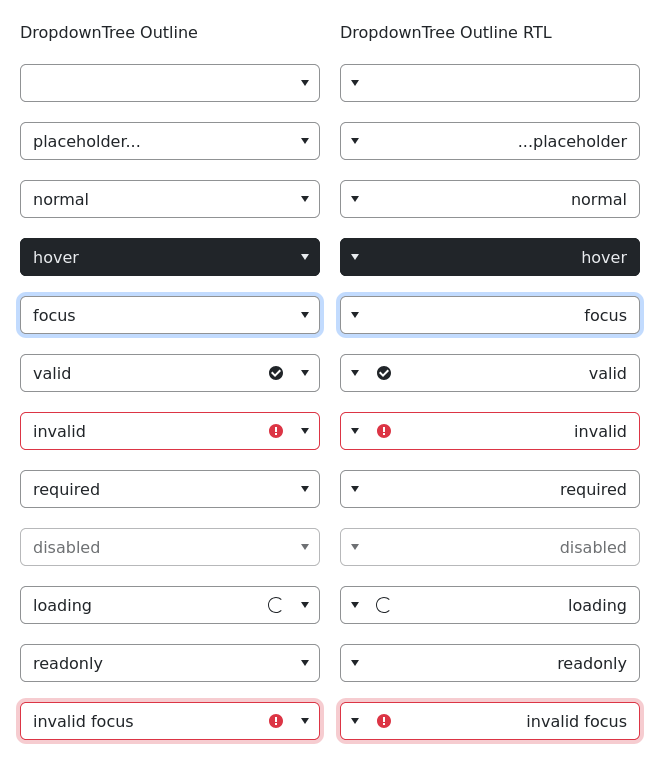 DropdownTree Outline
DropdownTree Outline RTL
placeholder...
...placeholder
normal
normal
hover
hover
focus
focus
valid
valid
invalid
invalid
required
required
disabled
disabled
loading
loading
readonly
readonly
invalid focus
invalid focus